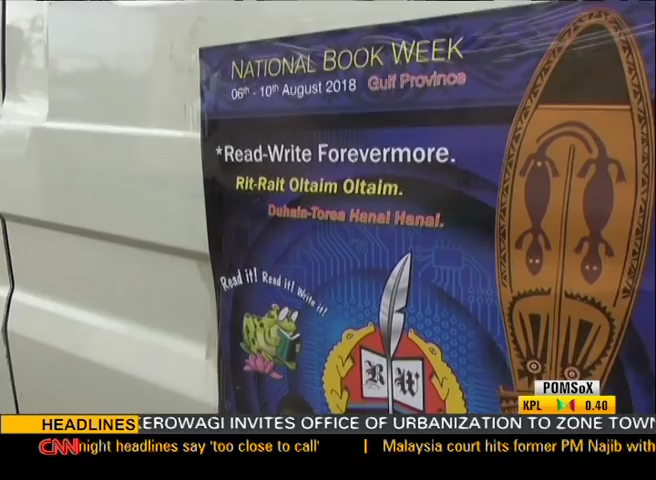 NATIONAL BOOK WEEK
06th - 10th August 2018 Gulf Province
*Read-Write Forevermore.
Rit-Rait Oltaim Oltaim.
Duhaia-Torea Hanai Hanai.
Read it! Read it! Write it!
R W
POMSoX
KPL 0.40
HEADLINES KEROWAGI INVITES OFFICE OF URBANIZATION TO ZONE TOWN
CNN night headlines say 'too close to call' | Malaysia court hits former PM Najib with